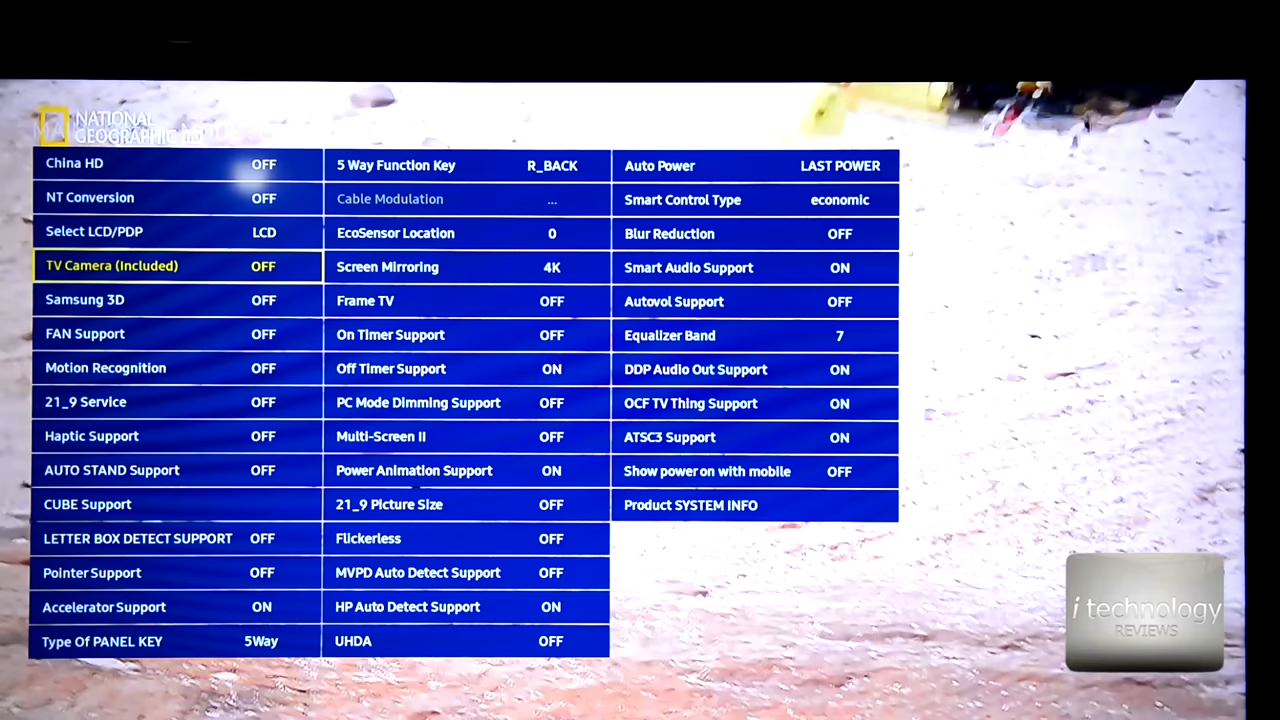 NATIONAL
GEOGRAPHIC
China HD OFF
NT Conversion OFF
Select LCD/PDP LCD
TV Camera (Included) OFF
Samsung 3D OFF
FAN Support OFF
Motion Recognition OFF
21_9 Service OFF
Haptic Support OFF
AUTO STAND Support OFF
CUBE Support
LETTER BOX DETECT SUPPORT OFF
Pointer Support OFF
Accelerator Support ON
Type Of PANEL KEY 5Way
5 Way Function Key R_BACK
Cable Modulation ...
EcoSensor Location 0
Screen Mirroring 4K
Frame TV OFF
On Timer Support OFF
Off Timer Support ON
PC Mode Dimming Support OFF
Multi-Screen II OFF
Power Animation Support ON
21_9 Picture Size OFF
Flickerless OFF
MVPD Auto Detect Support OFF
HP Auto Detect Support ON
UHDA OFF
Auto Power LAST POWER
Smart Control Type economic
Blur Reduction OFF
Smart Audio Support ON
Autovol Support OFF
Equalizer Band 7
DDP Audio Out Support ON
OCF TV Thing Support ON
ATSC3 Support ON
Show power on with mobile OFF
Product SYSTEM INFO
i technology
REVIEWS